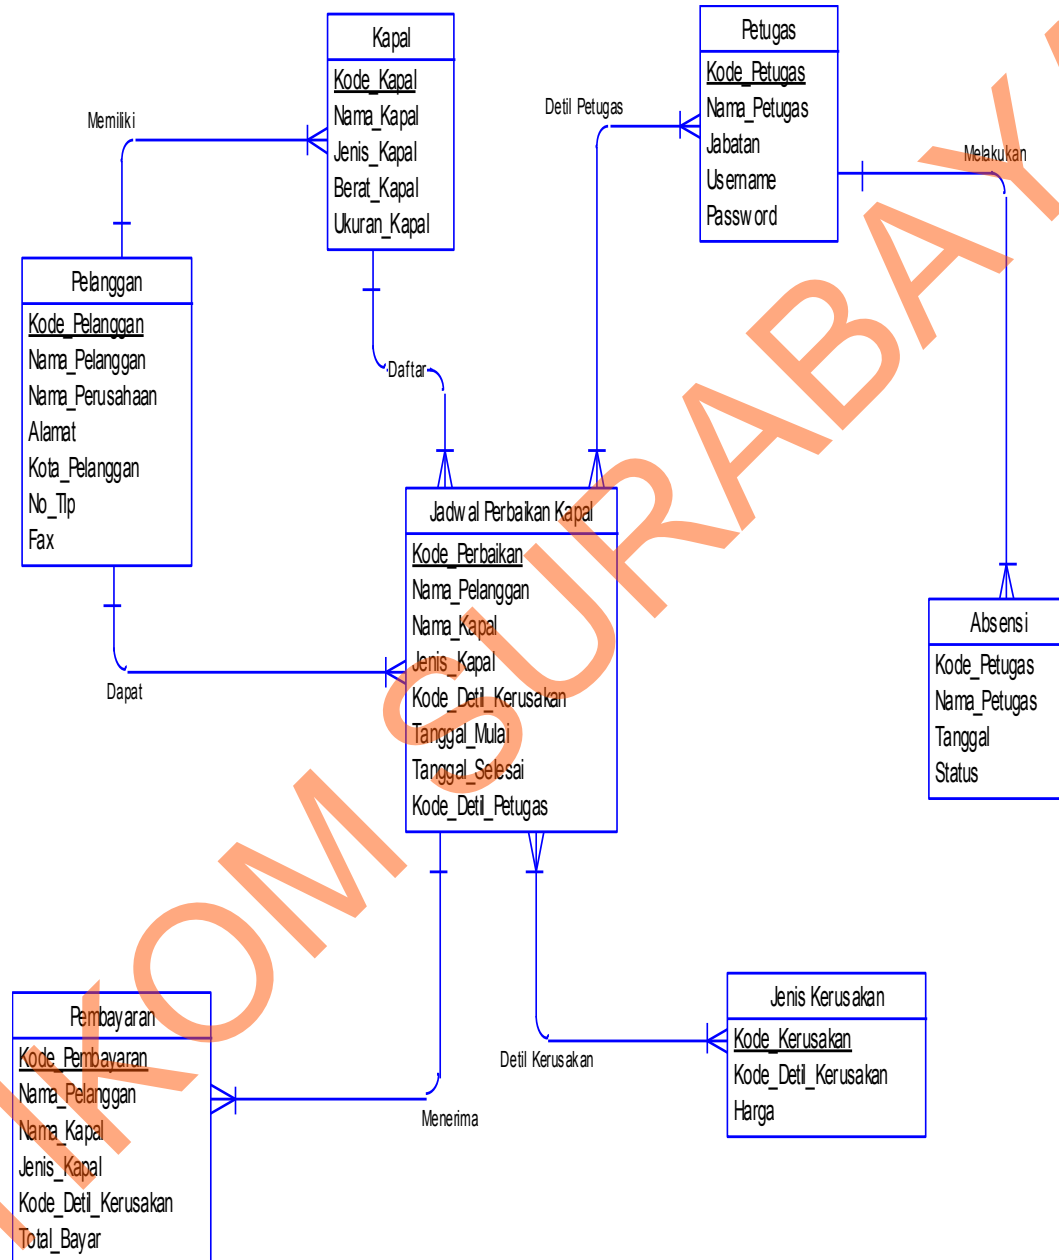 Kapal
Kode_Kapal
Nama_Kapal
Jenis_Kapal
Berat_Kapal
Ukuran_Kapal
Petugas
Kode_Petugas
Nama_Petugas
Jabatan
Username
Password
Memiliki
Detil Petugas
Melakukan
Pelanggan
Kode_Pelanggan
Nama_Pelanggan
Nama_Perusahaan
Alamat
Kota_Pelanggan
No_Tlp
Fax
Daftar
Jadwal Perbaikan Kapal
Kode_Perbaikan
Nama_Pelanggan
Nama_Kapal
Jenis_Kapal
Kode_Detil_Kerusakan
Tanggal_Mulai
Tanggal_Selesai
Kode_Detil_Petugas
Absensi
Kode_Petugas
Nama_Petugas
Tanggal
Status
Dapat
Pembayaran
Kode_Pembayaran
Nama_Pelanggan
Nama_Kapal
Jenis_Kapal
Kode_Detil_Kerusakan
Total_Bayar
Menerima
Detil Kerusakan
Jenis Kerusakan
Kode_Kerusakan
Kode_Detil_Kerusakan
Harga
IKOM SURABAYA